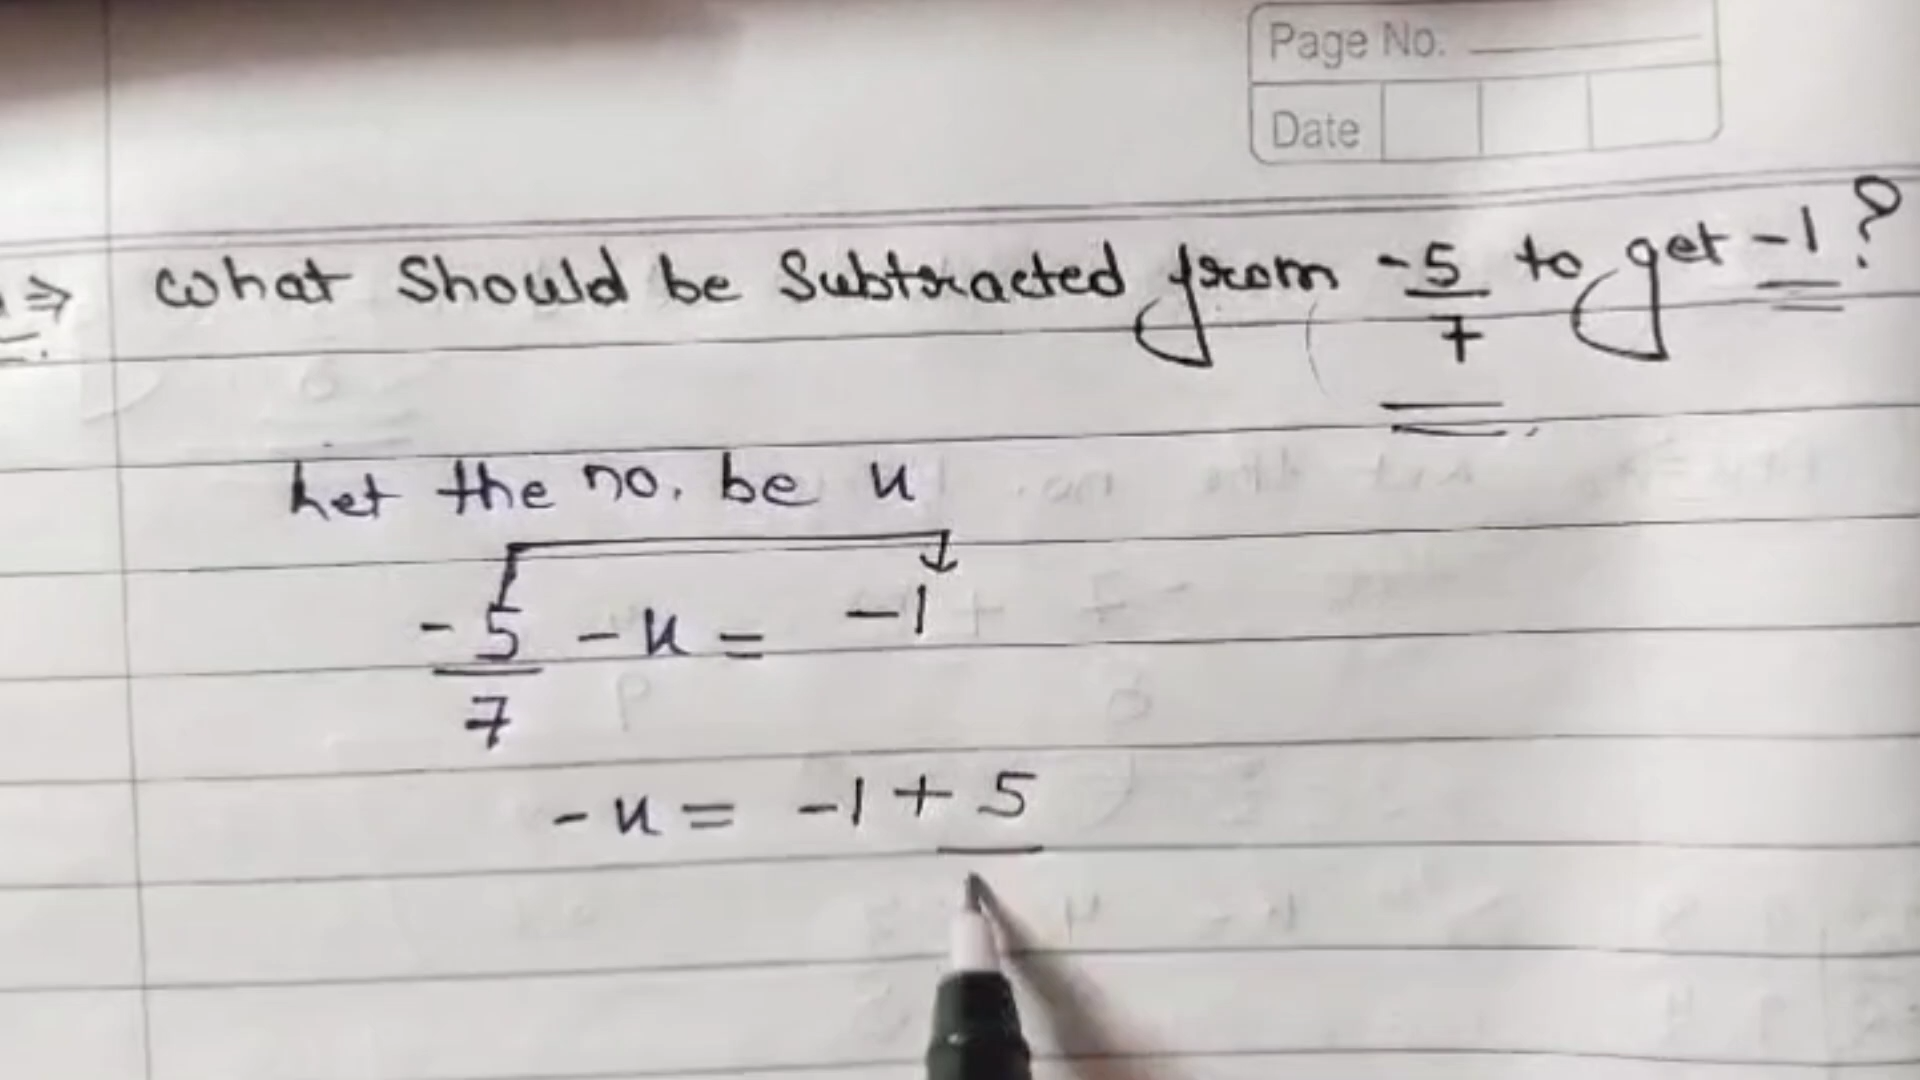 Page No.
Date
⇒ What Should be Subtracted from -5/7 to get -1?
Let the no. be x
-5/7 - x = -1
-x = -1 + 5